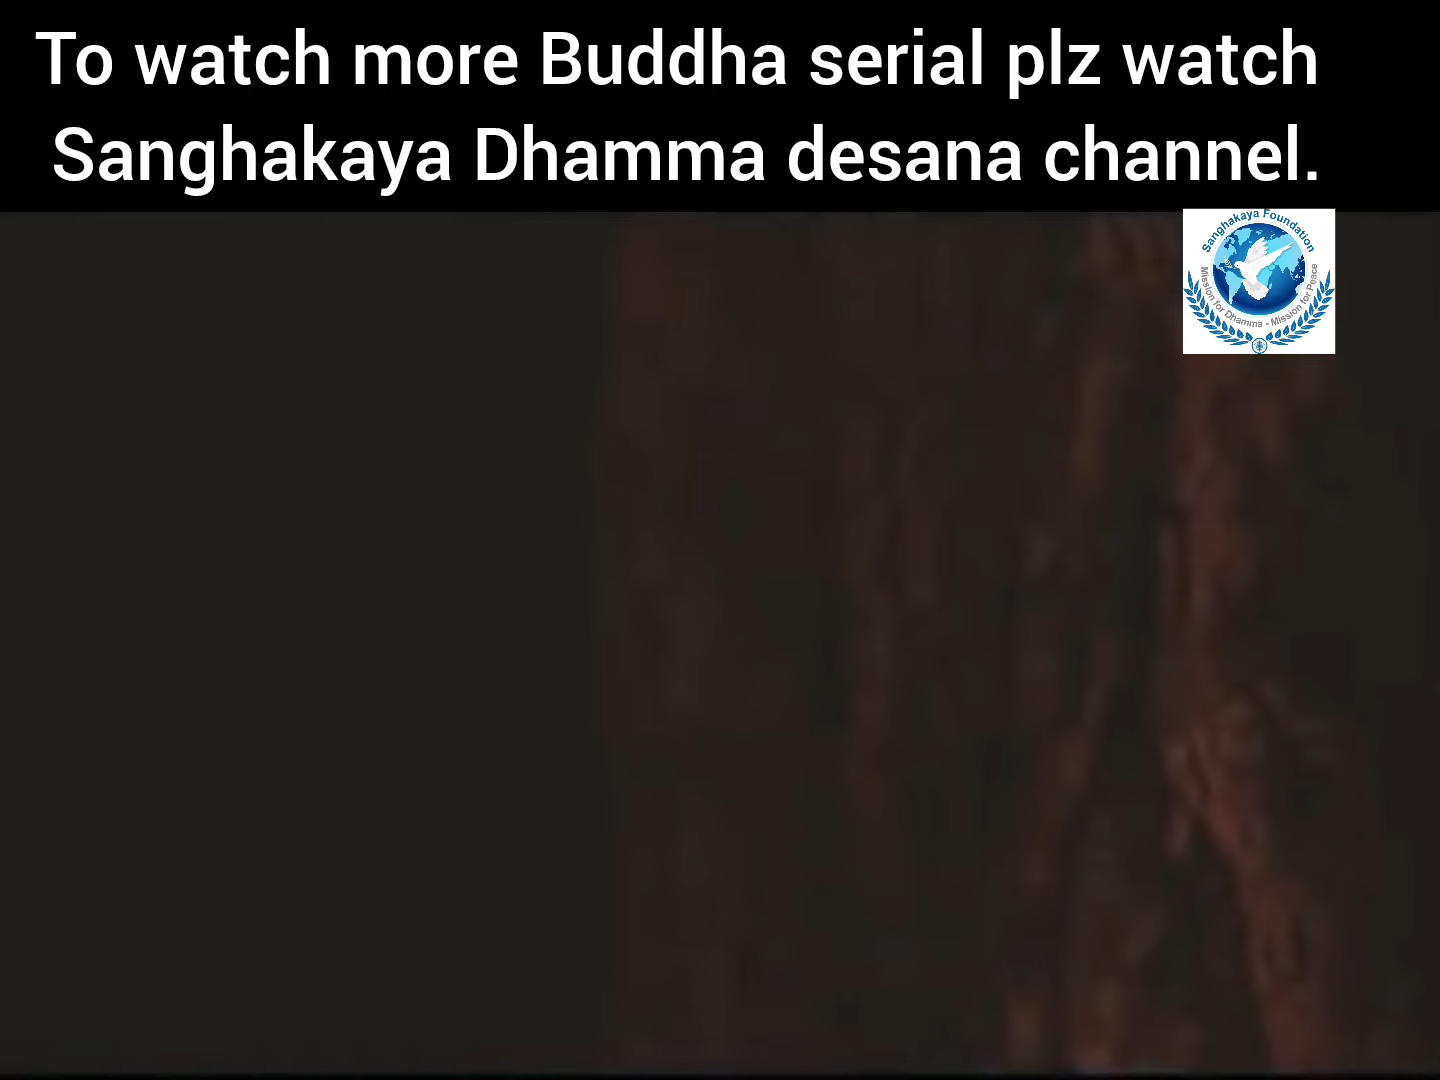 To watch more Buddha serial plz watch
Sanghakaya Dhamma desana channel.
Sanghakaya Foundation
Mission for Dhamma - Mission for Peace